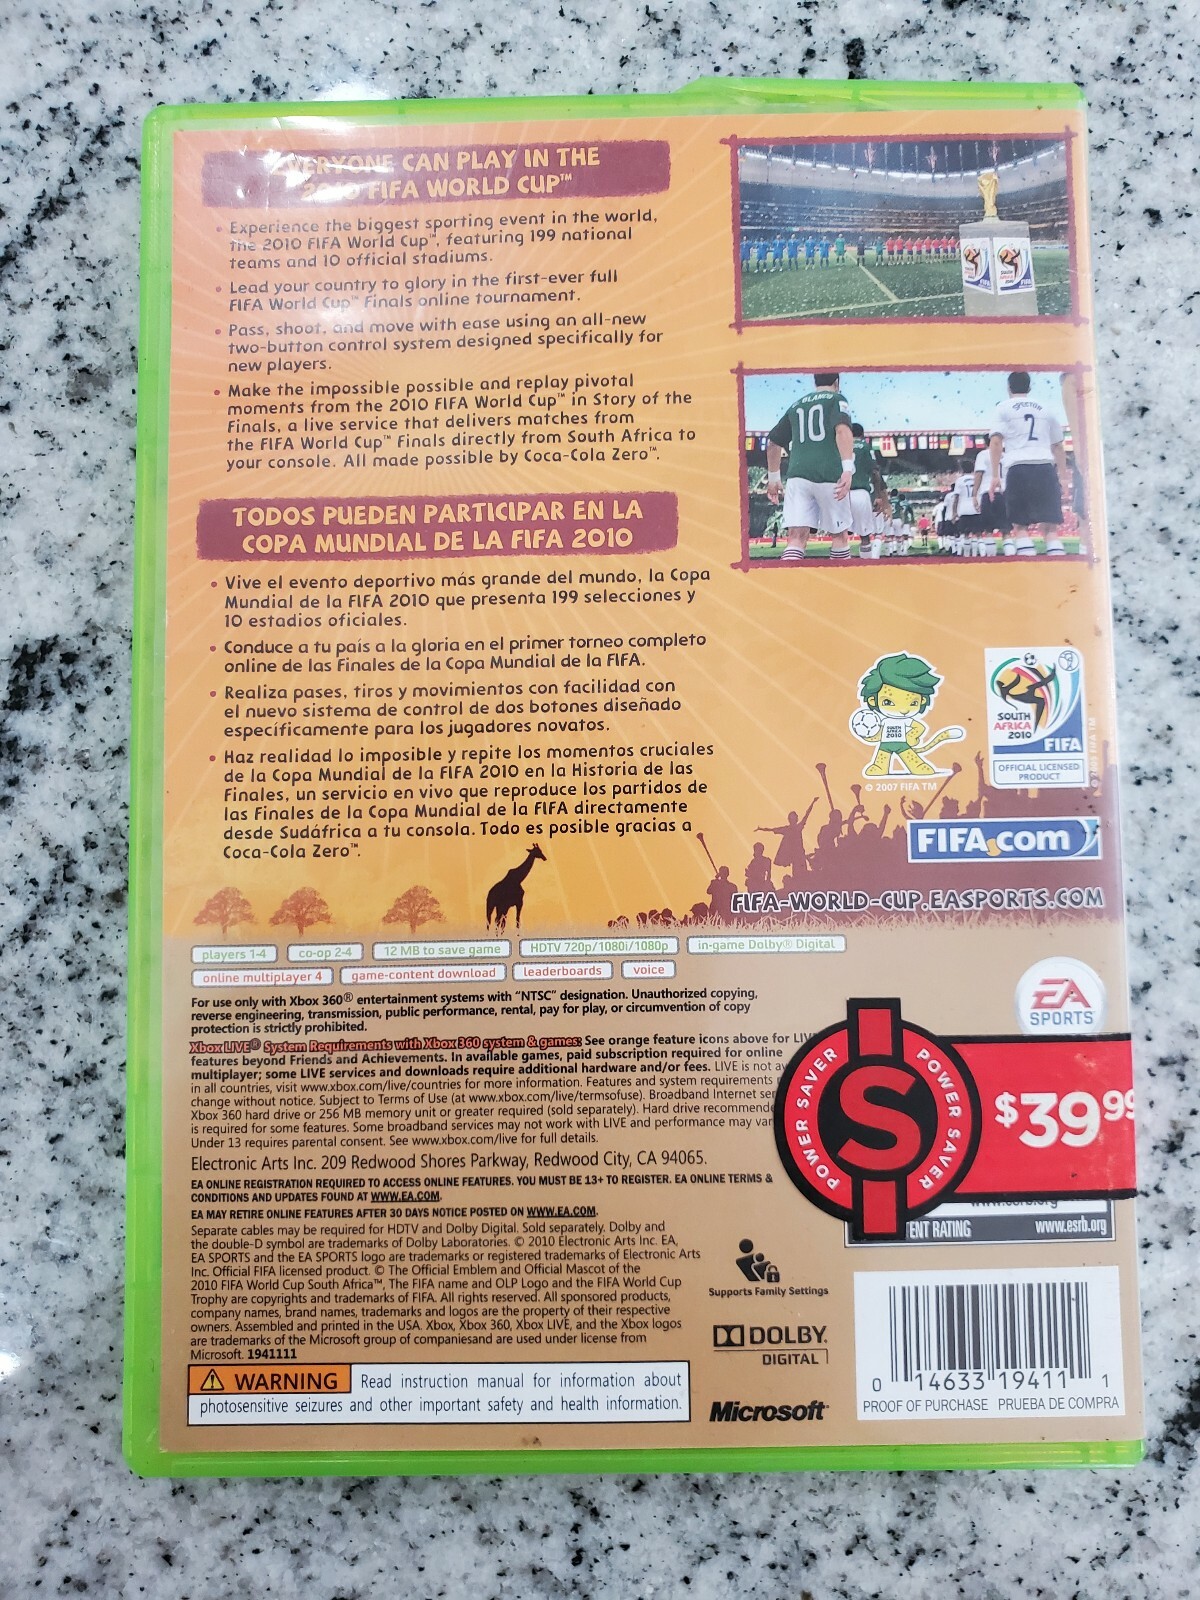 EVERYONE CAN PLAY IN THE
2010 FIFA WORLD CUP™
• Experience the biggest sporting event in the world,
the 2010 FIFA World Cup™, featuring 199 national
teams and 10 official stadiums.
• Lead your country to glory in the first-ever full
FIFA World Cup™ Finals online tournament.
• Pass, shoot, and move with ease using an all-new
two-button control system designed specifically for
new players.
• Make the impossible possible and replay pivotal
moments from the 2010 FIFA World Cup™ in Story of the
Finals, a live service that delivers matches from
the FIFA World Cup™ Finals directly from South Africa to
your console. All made possible by Coca-Cola Zero™.
TODOS PUEDEN PARTICIPAR EN LA
COPA MUNDIAL DE LA FIFA 2010
• Vive el evento deportivo más grande del mundo, la Copa
Mundial de la FIFA 2010 que presenta 199 selecciones y
10 estadios oficiales.
• Conduce a tu país a la gloria en el primer torneo completo
online de las Finales de la Copa Mundial de la FIFA.
• Realiza pases, tiros y movimientos con facilidad con
el nuevo sistema de control de dos botones diseñado
específicamente para los jugadores novatos.
• Haz realidad lo imposible y repite los momentos cruciales
de la Copa Mundial de la FIFA 2010 en la Historia de las
Finales, un servicio en vivo que reproduce los partidos de
las Finales de la Copa Mundial de la FIFA directamente
desde Sudáfrica a tu consola. Todo es posible gracias a
Coca-Cola Zero™.
BLANCO
10
SPECTOR
2
© 2007 FIFA TM
SOUTH
AFRICA
2010
FIFA
OFFICIAL LICENSED
PRODUCT
FIFA.com
FIFA-WORLD-CUP.EASPORTS.COM
players 1-4 co-op 2-4 12 MB to save game HDTV 720p/1080i/1080p in-game Dolby® Digital
online multiplayer 4 game-content download leaderboards voice
For use only with Xbox 360® entertainment systems with "NTSC" designation. Unauthorized copying,
reverse engineering, transmission, public performance, rental, pay for play, or circumvention of copy
protection is strictly prohibited.
Xbox LIVE® System Requirements with Xbox 360 system & games: See orange feature icons above for LIV
features beyond Friends and Achievements. In available games, paid subscription required for online
multiplayer; some LIVE services and downloads require additional hardware and/or fees. LIVE is not av
in all countries, visit www.xbox.com/live/countries for more information. Features and system requirements
change without notice. Subject to Terms of Use (at www.xbox.com/live/termsofuse). Broadband Internet ser
Xbox 360 hard drive or 256 MB memory unit or greater required (sold separately). Hard drive recommende
is required for some features. Some broadband services may not work with LIVE and performance may var
Under 13 requires parental consent. See www.xbox.com/live for full details.
Electronic Arts Inc. 209 Redwood Shores Parkway, Redwood City, CA 94065.
EA ONLINE REGISTRATION REQUIRED TO ACCESS ONLINE FEATURES. YOU MUST BE 13+ TO REGISTER. EA ONLINE TERMS &
CONDITIONS AND UPDATES FOUND AT WWW.EA.COM.
EA MAY RETIRE ONLINE FEATURES AFTER 30 DAYS NOTICE POSTED ON WWW.EA.COM.
Separate cables may be required for HDTV and Dolby Digital. Sold separately. Dolby and
the double-D symbol are trademarks of Dolby Laboratories. © 2010 Electronic Arts Inc. EA,
EA SPORTS and the EA SPORTS logo are trademarks or registered trademarks of Electronic Arts
Inc. Official FIFA licensed product. © The Official Emblem and Official Mascot of the
2010 FIFA World Cup South Africa™, The FIFA name and OLP Logo and the FIFA World Cup
Trophy are copyrights and trademarks of FIFA. All rights reserved. All sponsored products,
company names, brand names, trademarks and logos are the property of their respective
owners. Assembled and printed in the USA. Xbox, Xbox 360, Xbox LIVE, and the Xbox logos
are trademarks of the Microsoft group of companiesand are used under license from
Microsoft. 1941111
WARNING Read instruction manual for information about
photosensitive seizures and other important safety and health information.
EA
SPORTS
POWER SAVER
S
POWER SAVER
$39.99
www.esrb.org
ENT RATING www.esrb.org
Supports Family Settings
DOLBY
DIGITAL
Microsoft
0 14633 19411 1
PROOF OF PURCHASE PRUEBA DE COMPRA